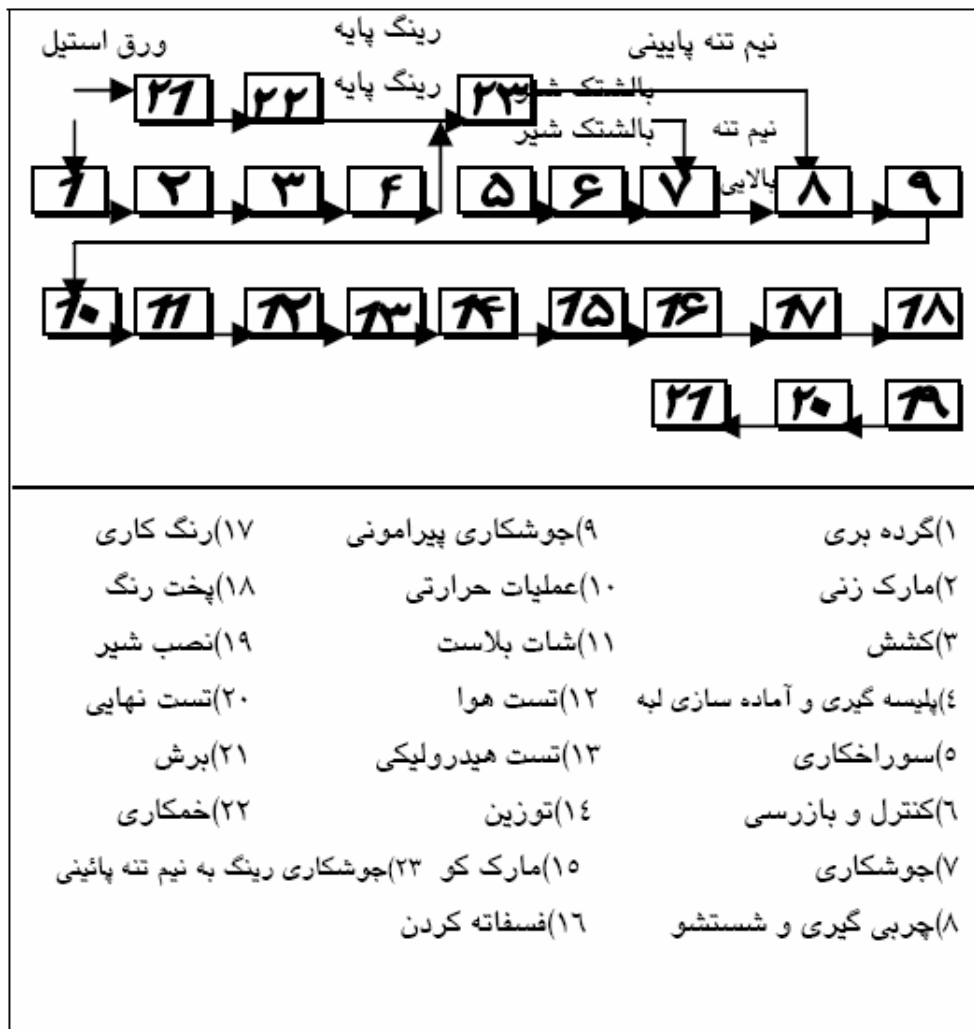 ورق استیل
رینگ پایه
نیم تنه پایینی
رینگ پایه
بالشتک شیر
۲۱ ۲۲ ۲۳
بالشتک شیر
نیم تنه
بالایی
۱ ۲ ۳ ۴ ۵ ۶ ۷ ۸ ۹
۱۰ ۱۱ ۱۲ ۱۳ ۱۴ ۱۵ ۱۶ ۱۷ ۱۸
۱۹ ۲۰ ۲۱
۱)گرده بری
۲)مارک زنی
۳)کشش
٤)پلیسه گیری و آماده سازی لبه
۵)سوراخکاری
٦)کنترل و بازرسی
۷)جوشکاری
۸)چربی گیری و شستشو
۹)جوشکاری پیرامونی
۱۰)عملیات حرارتی
۱۱)شات بلاست
۱۲)تست هوا
۱۳)تست هیدرولیکی
۱٤)توزین
۱۵)مارک کو
۱٦)فسفاته کردن
۱۷)رنگ کاری
۱۸)پخت رنگ
۱۹)نصب شیر
۲۰)تست نهایی
۲۱)برش
۲۲)خمکاری
۲۳)جوشکاری رینگ به نیم تنه پائینی